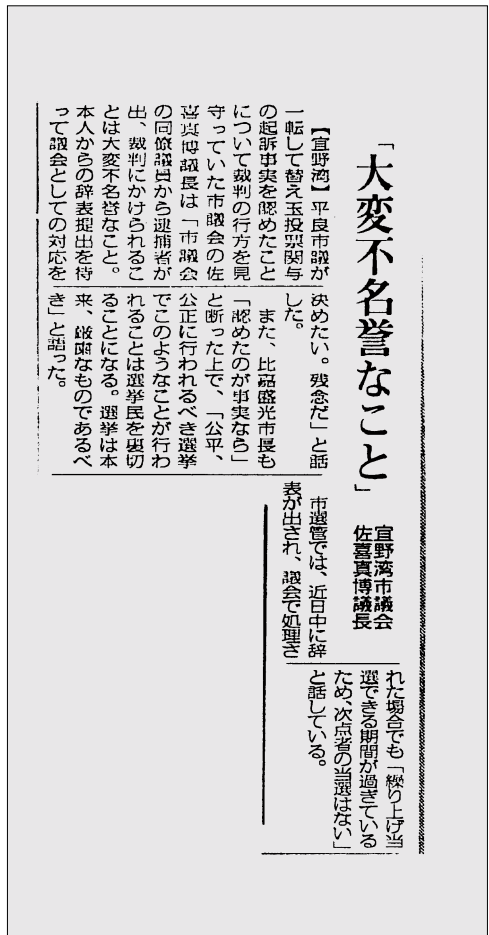 「大変不名誉なこと」
宜野湾市議会
佐喜真博議長
【宜野湾】平良市議が
一転して替え玉投票関与
の起訴事実を認めたこと
について裁判の行方を見
守っていた市議会の佐
喜真博議長は「市議会
の同僚議員から逮捕者が
出、裁判にかけられるこ
とは大変不名誉なこと。
本人からの辞表提出を待
って議会としての対応を
決めたい。残念だ」と話
した。
また、比嘉盛光市長も
「認めたのが事実なら」
と断った上で、「公平、
公正に行われるべき選挙
でこのようなことが行わ
れることは選挙民を裏切
ることになる。選挙は本
来、厳粛なものであるべ
き」と語った。
市選管では、近日中に辞
表が出され、議会で処理さ
れた場合でも「繰り上げ当
選できる期間が過ぎている
ため、次点者の当選はない」
と話している。